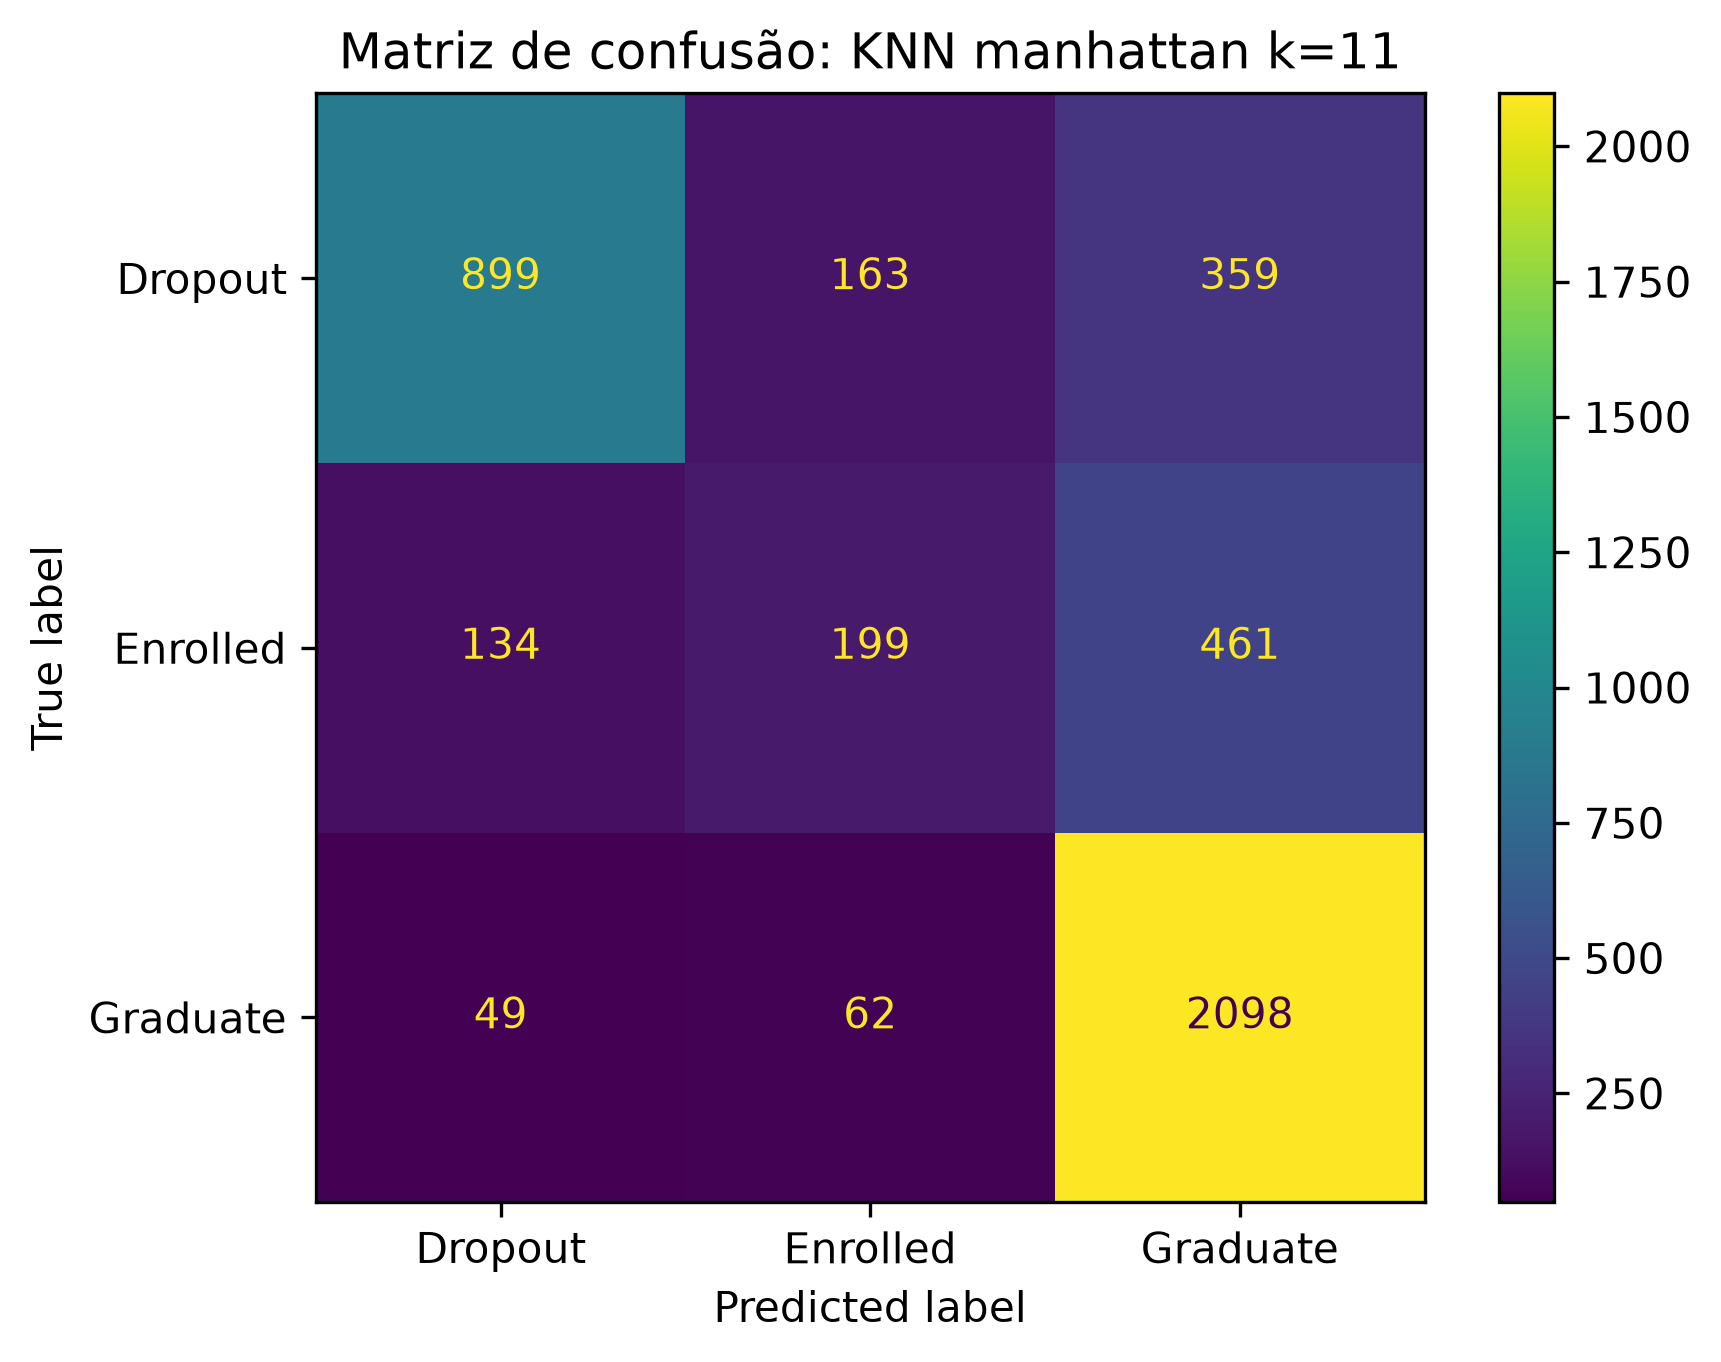 Matriz de confusão: KNN manhattan k=11
True label
Dropout
899
163
359
Enrolled
134
199
461
Graduate
49
62
2098
Dropout
Enrolled
Graduate
Predicted label
2000
1750
1500
1250
1000
750
500
250